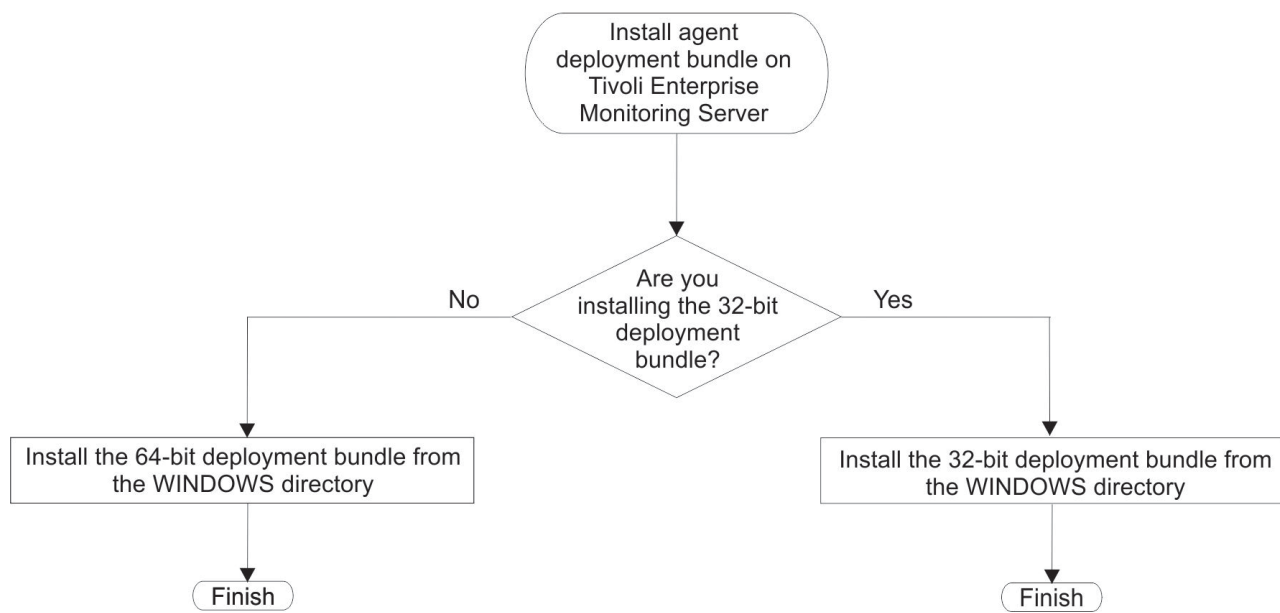 Install agent
deployment bundle on
Tivoli Enterprise
Monitoring Server
Are you
installing the 32-bit
deployment
bundle?
No
Yes
Install the 64-bit deployment bundle from
the WINDOWS directory
Install the 32-bit deployment bundle from
the WINDOWS directory
Finish
Finish